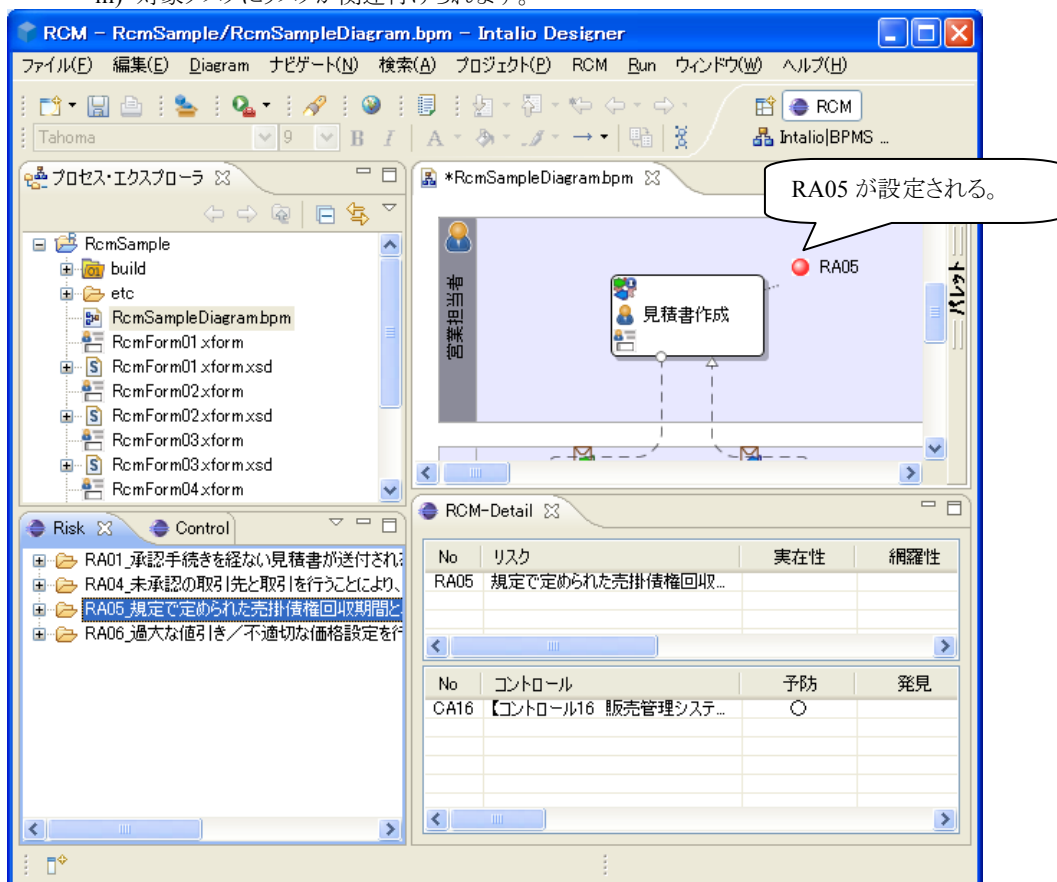 RCM - RcmSample/RcmSampleDiagram.bpm - Intalio Designer
ファイル(F) 編集(E) Diagram ナビゲート(N) 検索(A) プロジェクト(P) RCM Run ウィンドウ(W) ヘルプ(H)
RCM
Tahoma 9 B I A Intalio|BPMS ...
プロセス・エクスプローラ
*RcmSampleDiagram.bpm
RA05 が設定される。
RcmSample
build
etc
RcmSampleDiagram.bpm
RcmForm01.xform
RcmForm01.xform.xsd
RcmForm02.xform
RcmForm02.xform.xsd
RcmForm03.xform
RcmForm03.xform.xsd
RcmForm04.xform
営業担当者
見積書作成
RA05
パレット
Risk Control
RA01_承認手続きを経ない見積書が送付され
RA04_未承認の取引先と取引を行うことにより、
RA05_規定で定められた売掛債権回収期間と
RA06_過大な値引き／不適切な価格設定を行
RCM-Detail
No リスク 実在性 網羅性
RA05 規定で定められた売掛債権回収...
No コントロール 予防 発見
CA16 【コントロール16 販売管理システ... ○